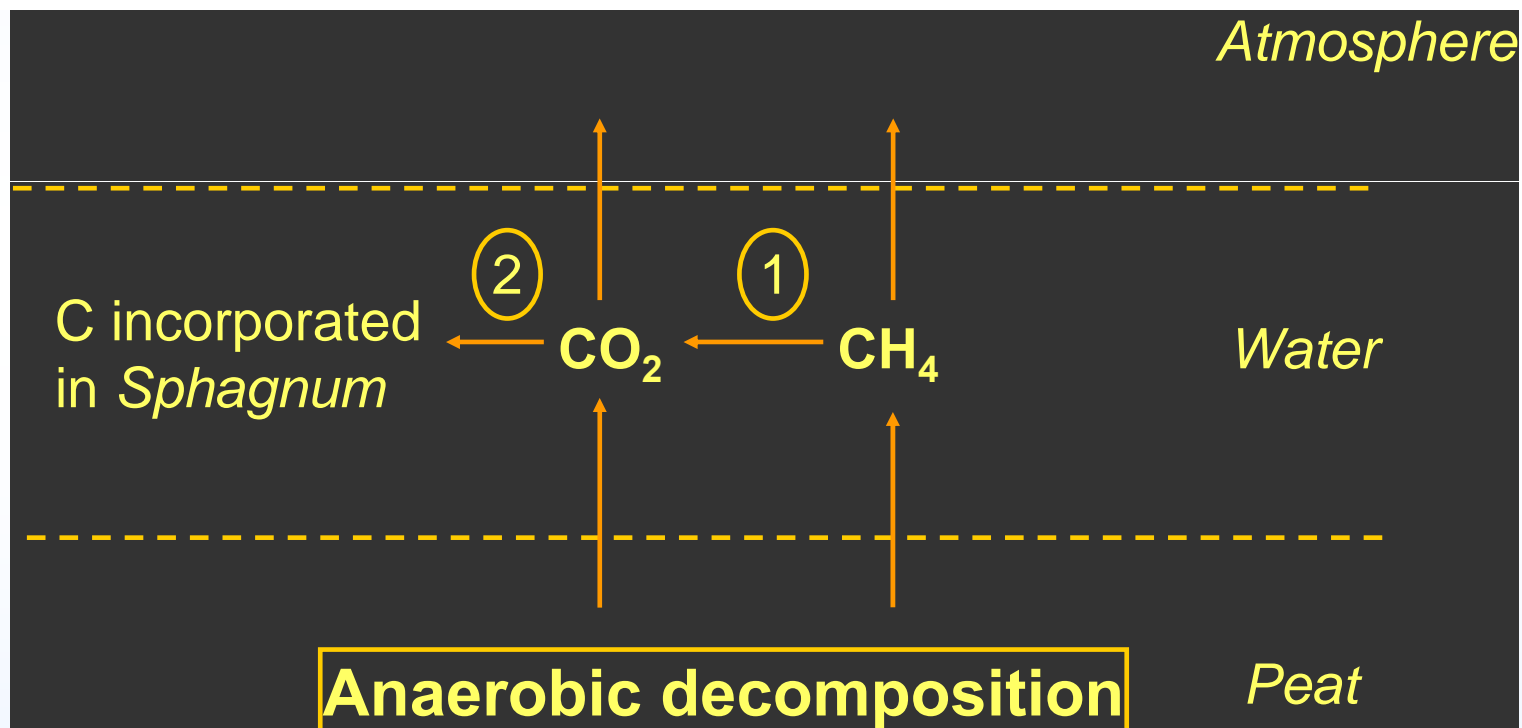 Atmosphere
2
1
C incorporated
in Sphagnum
CO₂
CH₄
Water
Anaerobic decomposition
Peat